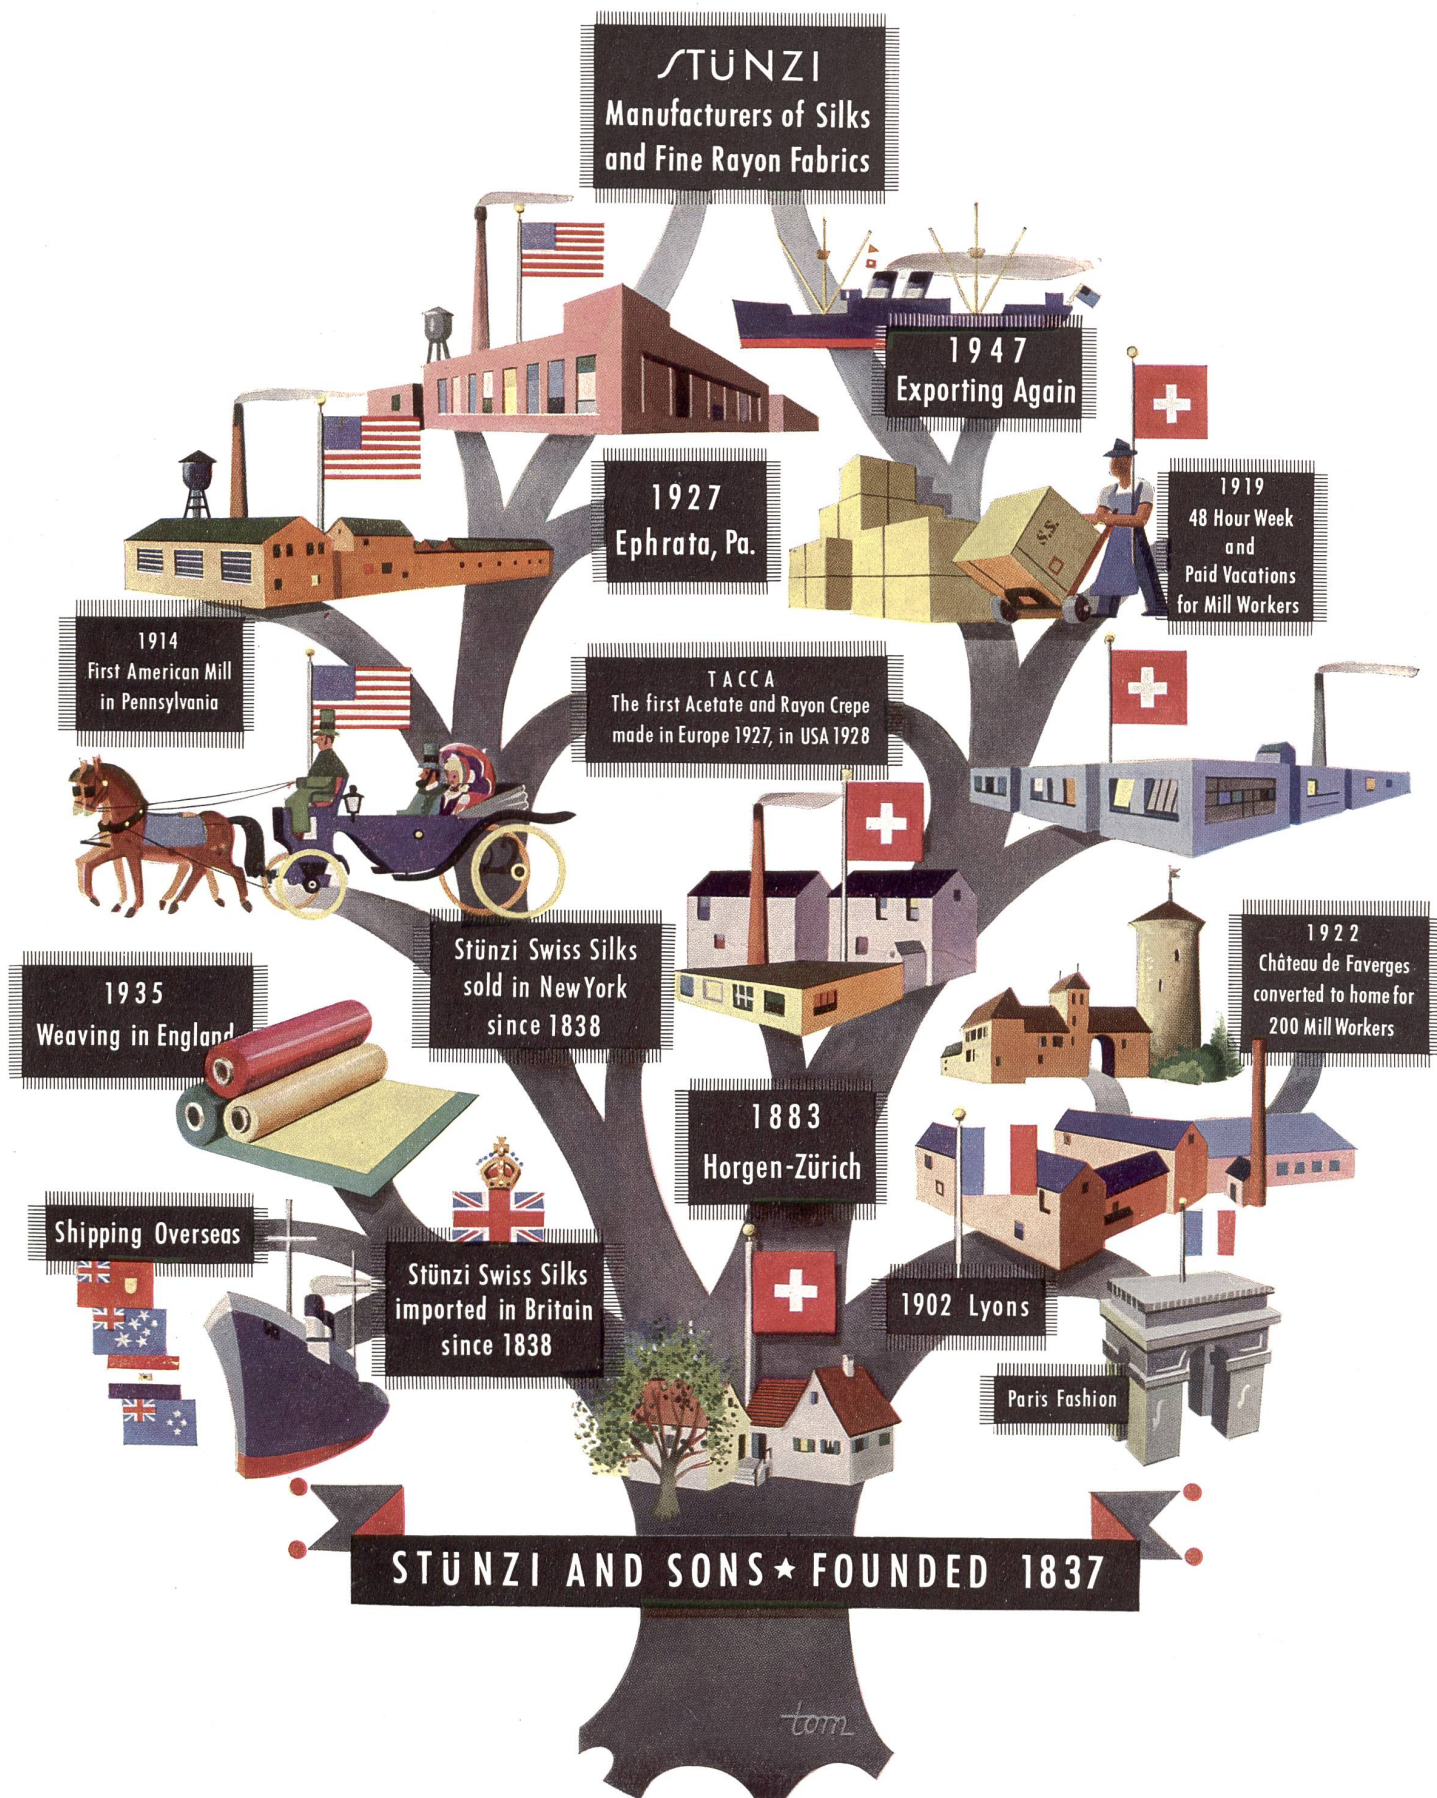 STÜNZI
Manufacturers of Silks
and Fine Rayon Fabrics
1947
Exporting Again
1927
Ephrata, Pa.
S.S.
1919
48 Hour Week
and
Paid Vacations
for Mill Workers
1914
First American Mill
in Pennsylvania
TACCA
The first Acetate and Rayon Crepe
made in Europe 1927, in USA 1928
Stünzi Swiss Silks
sold in New York
since 1838
1922
Château de Faverges
converted to home for
200 Mill Workers
1935
Weaving in England
1883
Horgen-Zürich
Shipping Overseas
Stünzi Swiss Silks
imported in Britain
since 1838
1902 Lyons
Paris Fashion
S S
STÜNZI AND SONS ★ FOUNDED 1837
tom